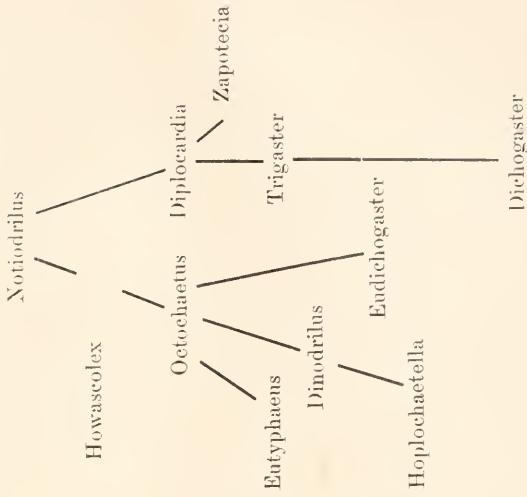 Notiodrilus
Howascolex
Octochaetus Diplocardia
Zapotecia
Eutyphaeus Trigaster
Dinodrilus
Eudichogaster
Hoplochaetella
Dichogaster